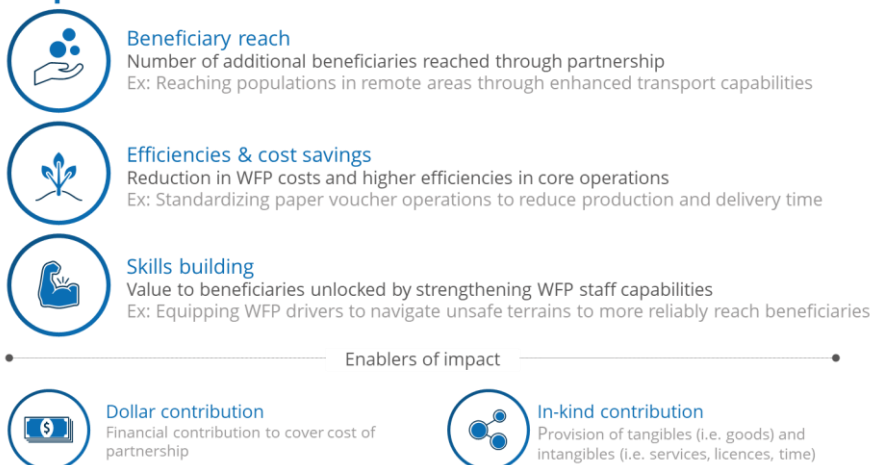 Beneficiary reach
Number of additional beneficiaries reached through partnership
Ex: Reaching populations in remote areas through enhanced transport capabilities
Efficiencies & cost savings
Reduction in WFP costs and higher efficiencies in core operations
Ex: Standardizing paper voucher operations to reduce production and delivery time
Skills building
Value to beneficiaries unlocked by strengthening WFP staff capabilities
Ex: Equipping WFP drivers to navigate unsafe terrains to more reliably reach beneficiaries
Enablers of impact
Dollar contribution
Financial contribution to cover cost of
partnership
In-kind contribution
Provision of tangibles (i.e. goods) and
intangibles (i.e. services, licences, time)